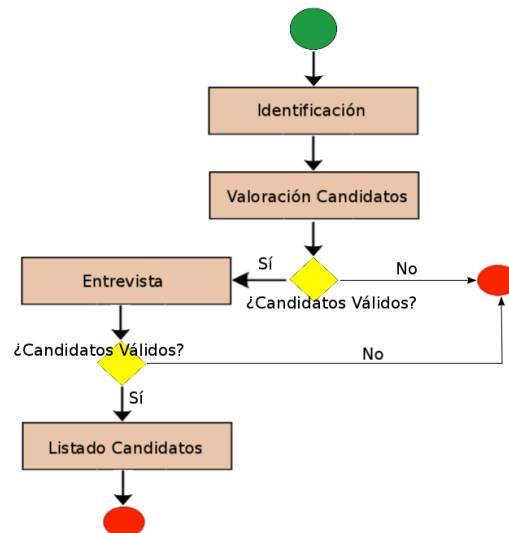 Identificación
Valoración Candidatos
Sí
No
¿Candidatos Válidos?
Entrevista
¿Candidatos Válidos?
No
Sí
Listado Candidatos